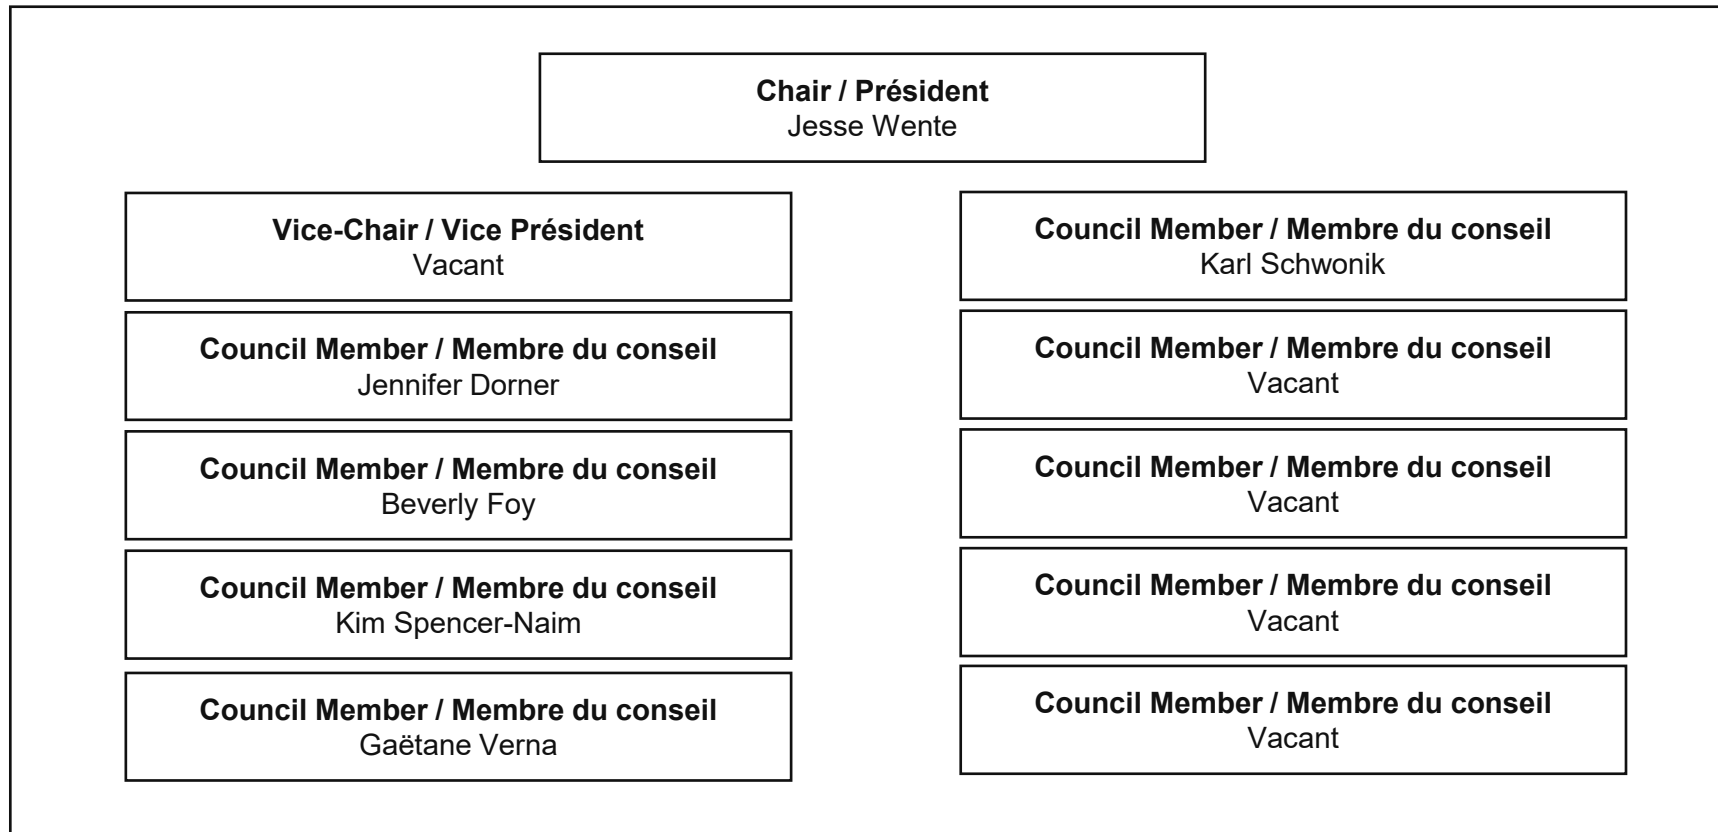 Chair / Président
Jesse Wente
Vice-Chair / Vice Président
Vacant
Council Member / Membre du conseil
Jennifer Dorner
Council Member / Membre du conseil
Beverly Foy
Council Member / Membre du conseil
Kim Spencer-Naim
Council Member / Membre du conseil
Gaëtane Verna
Council Member / Membre du conseil
Karl Schwonik
Council Member / Membre du conseil
Vacant
Council Member / Membre du conseil
Vacant
Council Member / Membre du conseil
Vacant
Council Member / Membre du conseil
Vacant